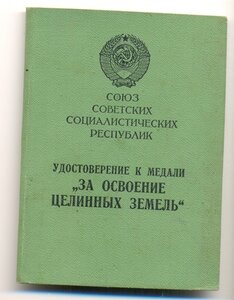 СОЮЗ
СОВЕТСКИХ
СОЦИАЛИСТИЧЕСКИХ
РЕСПУБЛИК
УДОСТОВЕРЕНИЕ К МЕДАЛИ
„ЗА ОСВОЕНИЕ
ЦЕЛИННЫХ ЗЕМЕЛЬ“